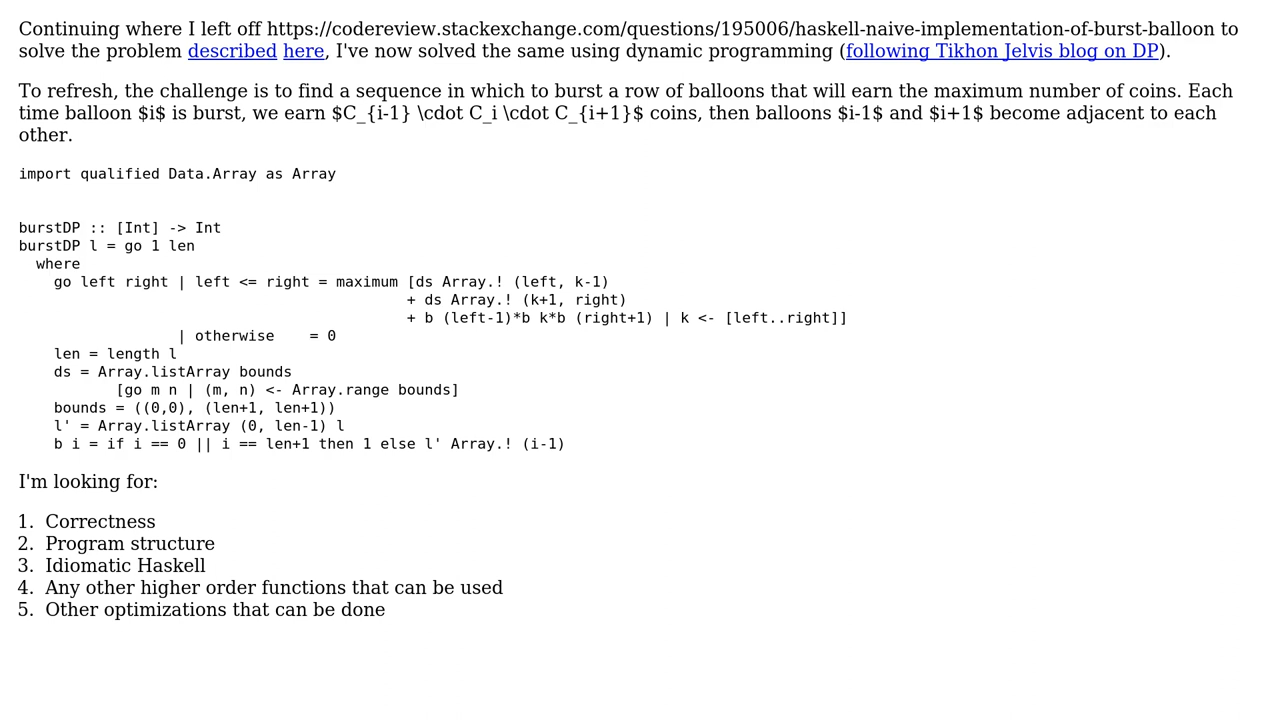 Continuing where I left off https://codereview.stackexchange.com/questions/195006/haskell-naive-implementation-of-burst-balloon to
solve the problem described here, I've now solved the same using dynamic programming (following Tikhon Jelvis blog on DP).
To refresh, the challenge is to find a sequence in which to burst a row of balloons that will earn the maximum number of coins. Each
time balloon $i$ is burst, we earn $C_{i-1} \cdot C_i \cdot C_{i+1}$ coins, then balloons $i-1$ and $i+1$ become adjacent to each
other.
import qualified Data.Array as Array
burstDP :: [Int] -> Int
burstDP l = go 1 len
  where
    go left right | left <= right = maximum [ds Array.! (left, k-1)
                                            + ds Array.! (k+1, right)
                                            + b (left-1)*b k*b (right+1) | k <- [left..right]]
                  | otherwise    = 0
    len = length l
    ds = Array.listArray bounds
           [go m n | (m, n) <- Array.range bounds]
    bounds = ((0,0), (len+1, len+1))
    l' = Array.listArray (0, len-1) l
    b i = if i == 0 || i == len+1 then 1 else l' Array.! (i-1)
I'm looking for:
1. Correctness
2. Program structure
3. Idiomatic Haskell
4. Any other higher order functions that can be used
5. Other optimizations that can be done